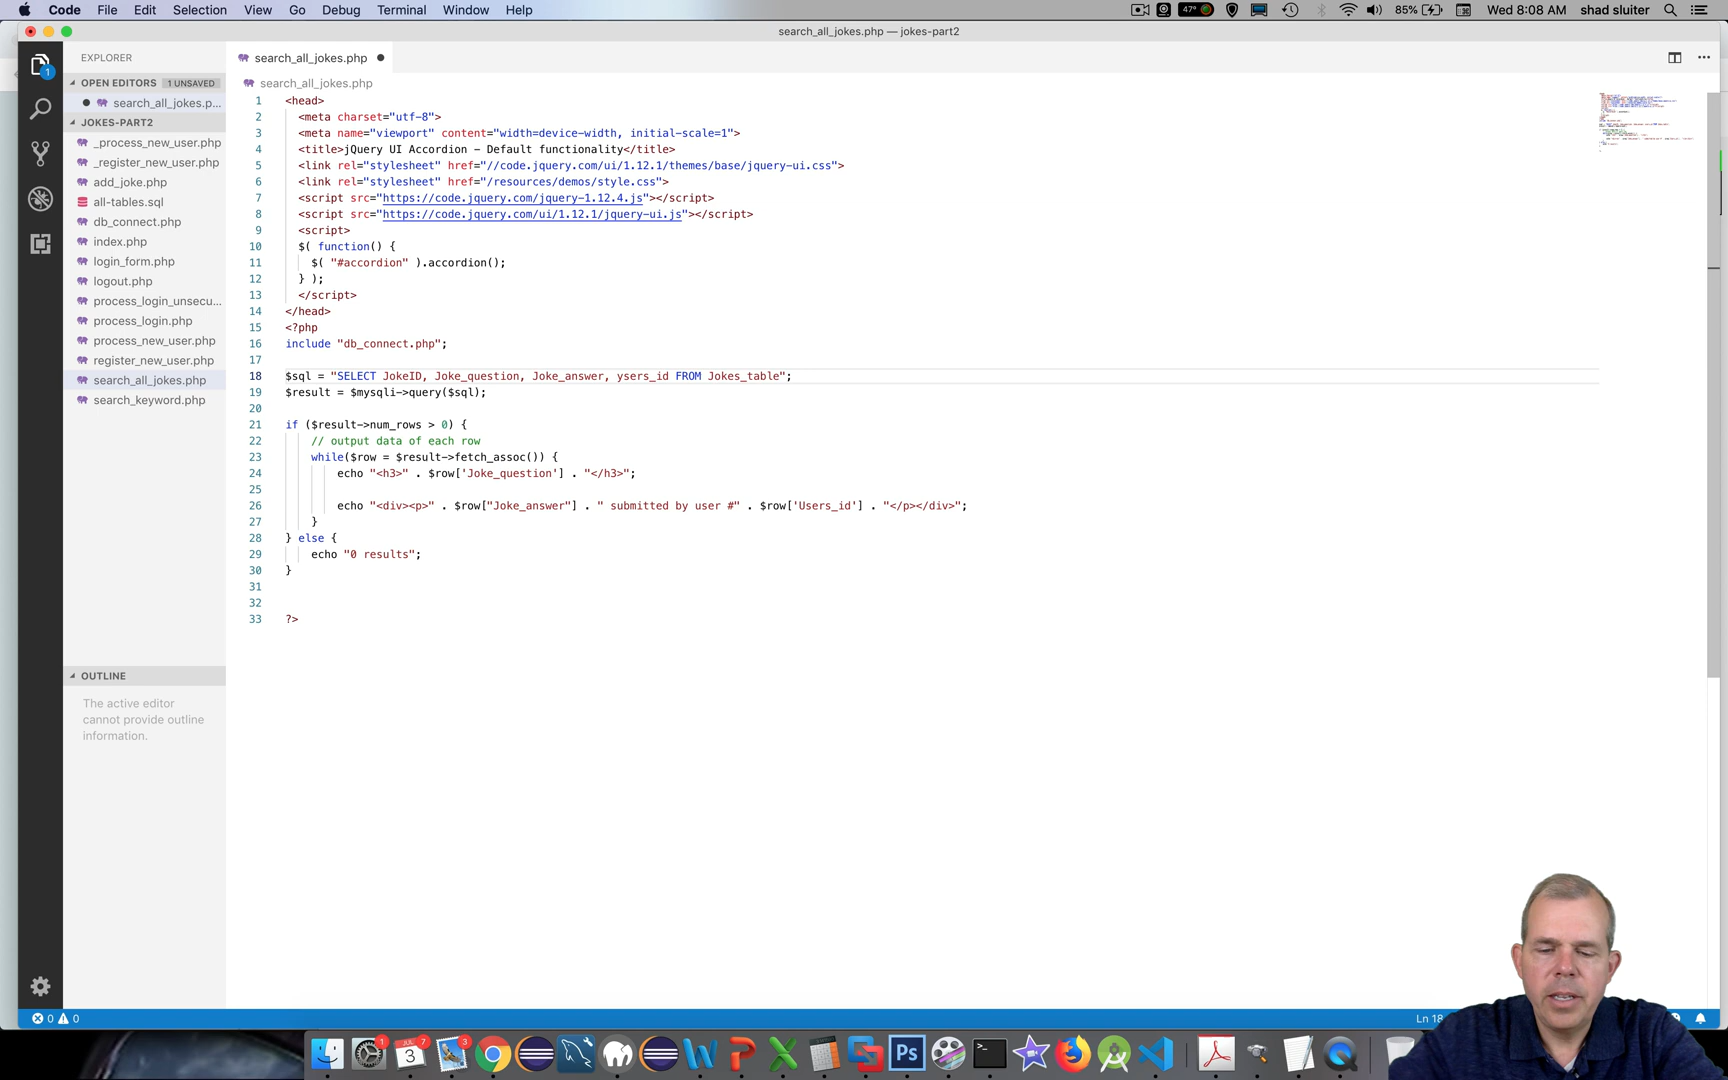 Code File Edit Selection View Go Debug Terminal Window Help 47° 85% Wed 8:08 AM shad sluiter
search_all_jokes.php — jokes-part2
EXPLORER
OPEN EDITORS 1 UNSAVED
search_all_jokes.p...
JOKES-PART2
_process_new_user.php
_register_new_user.php
add_joke.php
all-tables.sql
db_connect.php
index.php
login_form.php
logout.php
process_login_unsecu...
process_login.php
process_new_user.php
register_new_user.php
search_all_jokes.php
search_keyword.php
OUTLINE
The active editor
cannot provide outline
information.
1
search_all_jokes.php
search_all_jokes.php
1 <head>
2 <meta charset="utf-8">
3 <meta name="viewport" content="width=device-width, initial-scale=1">
4 <title>jQuery UI Accordion - Default functionality</title>
5 <link rel="stylesheet" href="//code.jquery.com/ui/1.12.1/themes/base/jquery-ui.css">
6 <link rel="stylesheet" href="/resources/demos/style.css">
7 <script src="https://code.jquery.com/jquery-1.12.4.js"></script>
8 <script src="https://code.jquery.com/ui/1.12.1/jquery-ui.js"></script>
9 <script>
10 $( function() {
11 $( "#accordion" ).accordion();
12 } );
13 </script>
14 </head>
15 <?php
16 include "db_connect.php";
17
18 $sql = "SELECT JokeID, Joke_question, Joke_answer, ysers_id FROM Jokes_table";
19 $result = $mysqli->query($sql);
20
21 if ($result->num_rows > 0) {
22 // output data of each row
23 while($row = $result->fetch_assoc()) {
24 echo "<h3>" . $row['Joke_question'] . "</h3>";
25
26 echo "<div><p>" . $row["Joke_answer"] . " submitted by user #" . $row['Users_id'] . "</p></div>";
27 }
28 } else {
29 echo "0 results";
30 }
31
32
33 ?>
0 0 Ln 18
1 JUL 3 7 3 W P X Ps